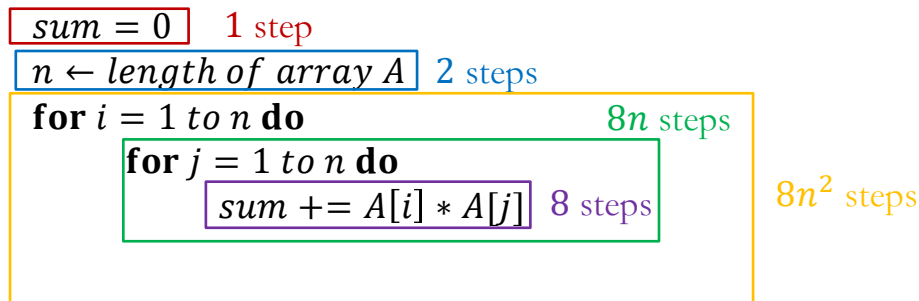 sum = 0 1 step
n ← length of array A 2 steps
for i = 1 to n do 8n steps
for j = 1 to n do
sum += A[i] * A[j] 8 steps
8n² steps